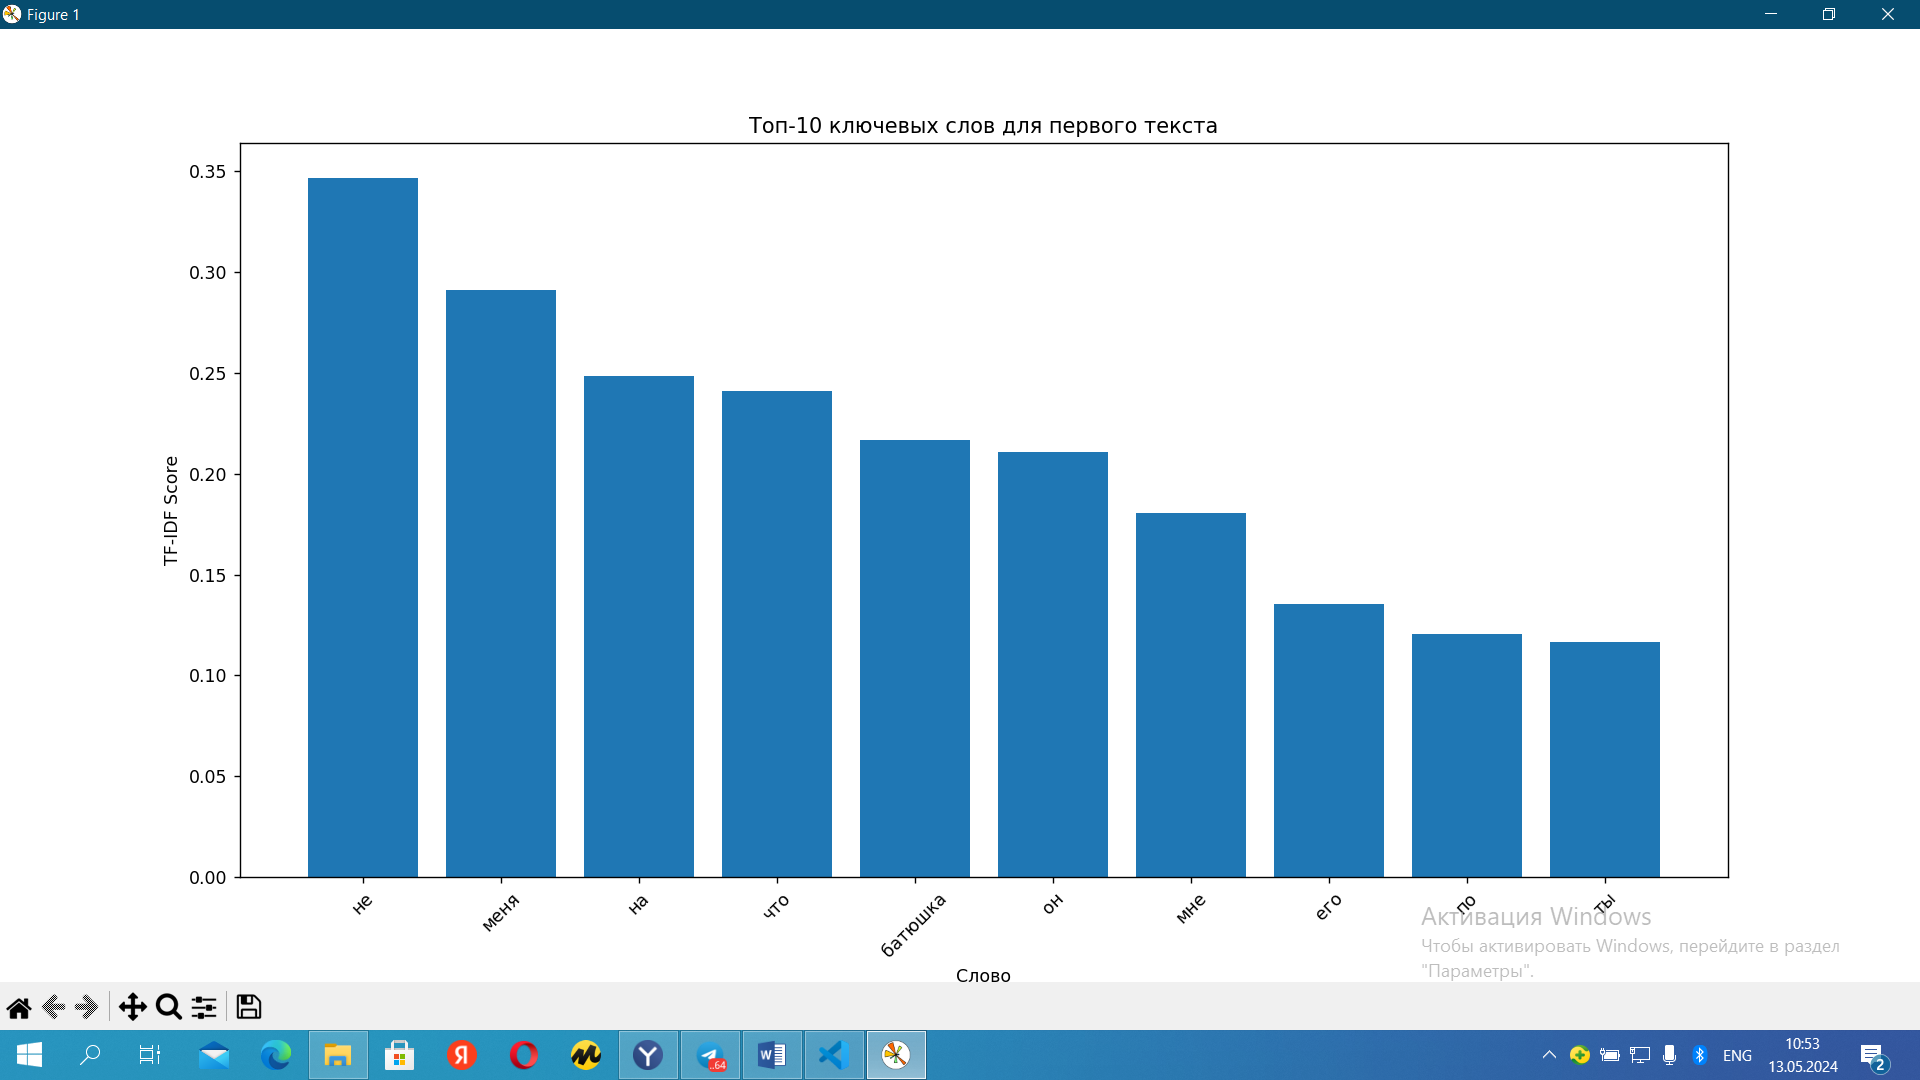 Figure 1
Топ-10 ключевых слов для первого текста
0.35
0.30
0.25
0.20
0.15
0.10
0.05
0.00
TF-IDF Score
не
меня
на
что
батюшка
он
мне
его
по
ты
Слово
Активация Windows
Чтобы активировать Windows, перейдите в раздел
"Параметры".
..64
ENG
10:53
13.05.2024
2